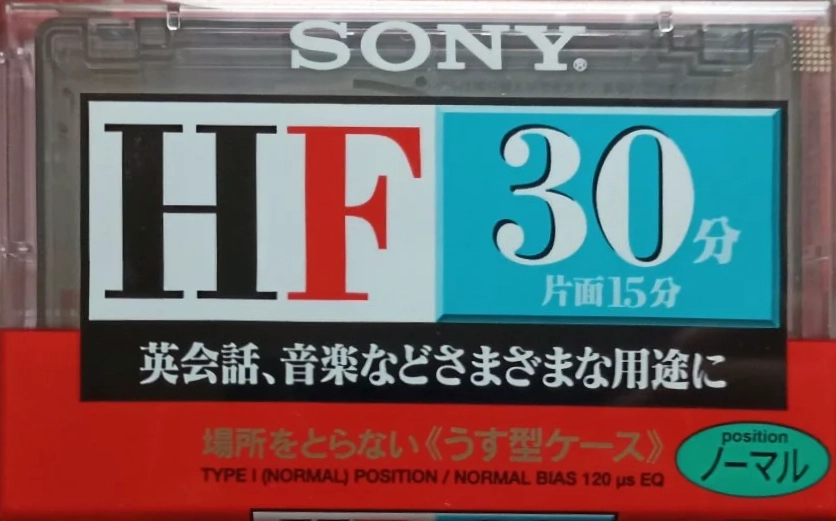 SONY®
HF
30分
片面15分
英会話、音楽などさまざまな用途に
場所をとらない《うす型ケース》
TYPE I (NORMAL) POSITION / NORMAL BIAS 120 μs EQ
position
ノーマル